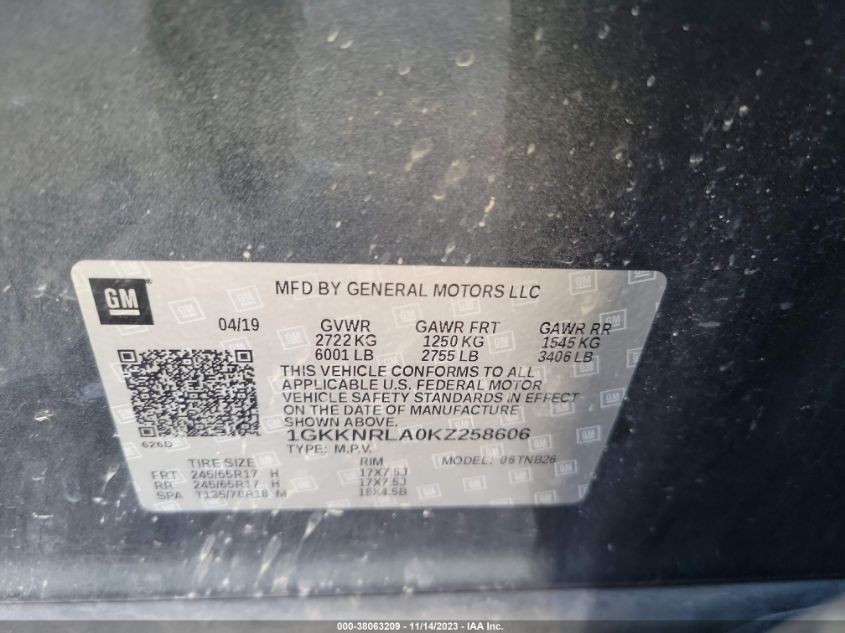 GM
MFD BY GENERAL MOTORS LLC
04/19 GVWR GAWR FRT GAWR RR
2722 KG 1250 KG 1545 KG
6001 LB 2755 LB 3406 LB
THIS VEHICLE CONFORMS TO ALL
APPLICABLE U.S. FEDERAL MOTOR
VEHICLE SAFETY STANDARDS IN EFFECT
ON THE DATE OF MANUFACTURE
SHOWN ABOVE.
626D
1GKKNRLA0KZ258606
TYPE: M.P.V. MODEL: 06TNB26
TIRE SIZE RIM
FRT 245/65R17 H 17X7.5J
RR 245/65R17 H 17X7.5J
SPA T135/70R18 M 18X4.5B
000-38063209 - 11/14/2023 - IAA Inc.